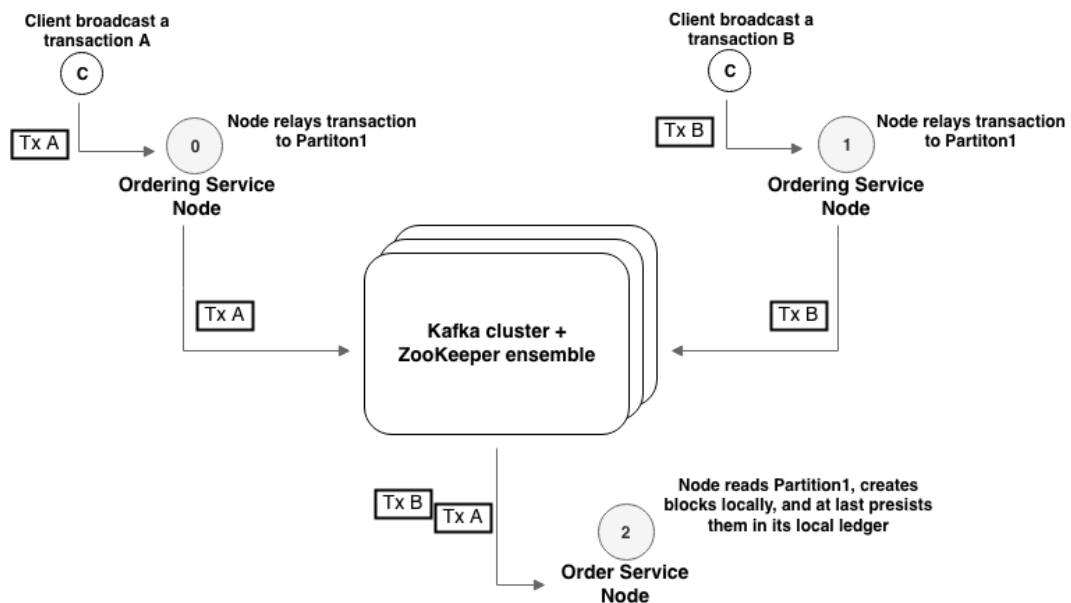 Client broadcast a
transaction A
C
Tx A
0
Node relays transaction
to Partiton1
Ordering Service
Node
Client broadcast a
transaction B
C
Tx B
1
Node relays transaction
to Partiton1
Ordering Service
Node
Tx A
Tx B
Kafka cluster +
ZooKeeper ensemble
Tx B
Tx A
Node reads Partition1, creates
blocks locally, and at last presists
them in its local ledger
2
Order Service
Node